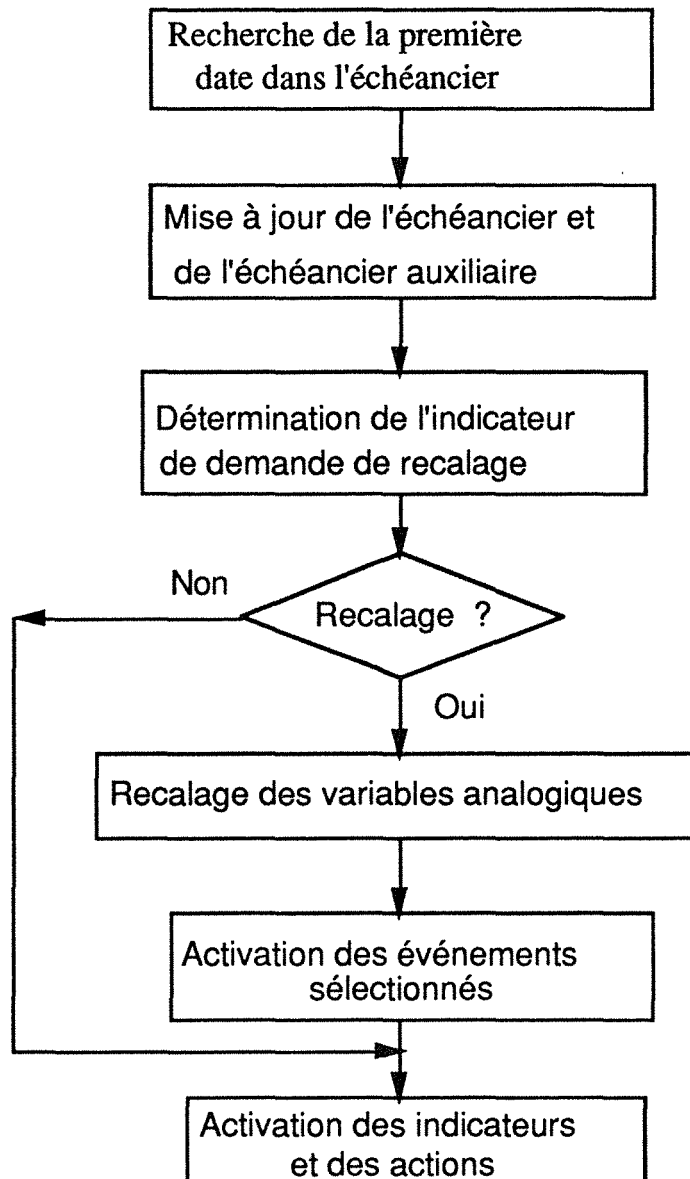 Recherche de la première
date dans l'échéancier
Mise à jour de l'échéancier et
de l'échéancier auxiliaire
Détermination de l'indicateur
de demande de recalage
Non
Recalage ?
Oui
Recalage des variables analogiques
Activation des événements
sélectionnés
Activation des indicateurs
et des actions